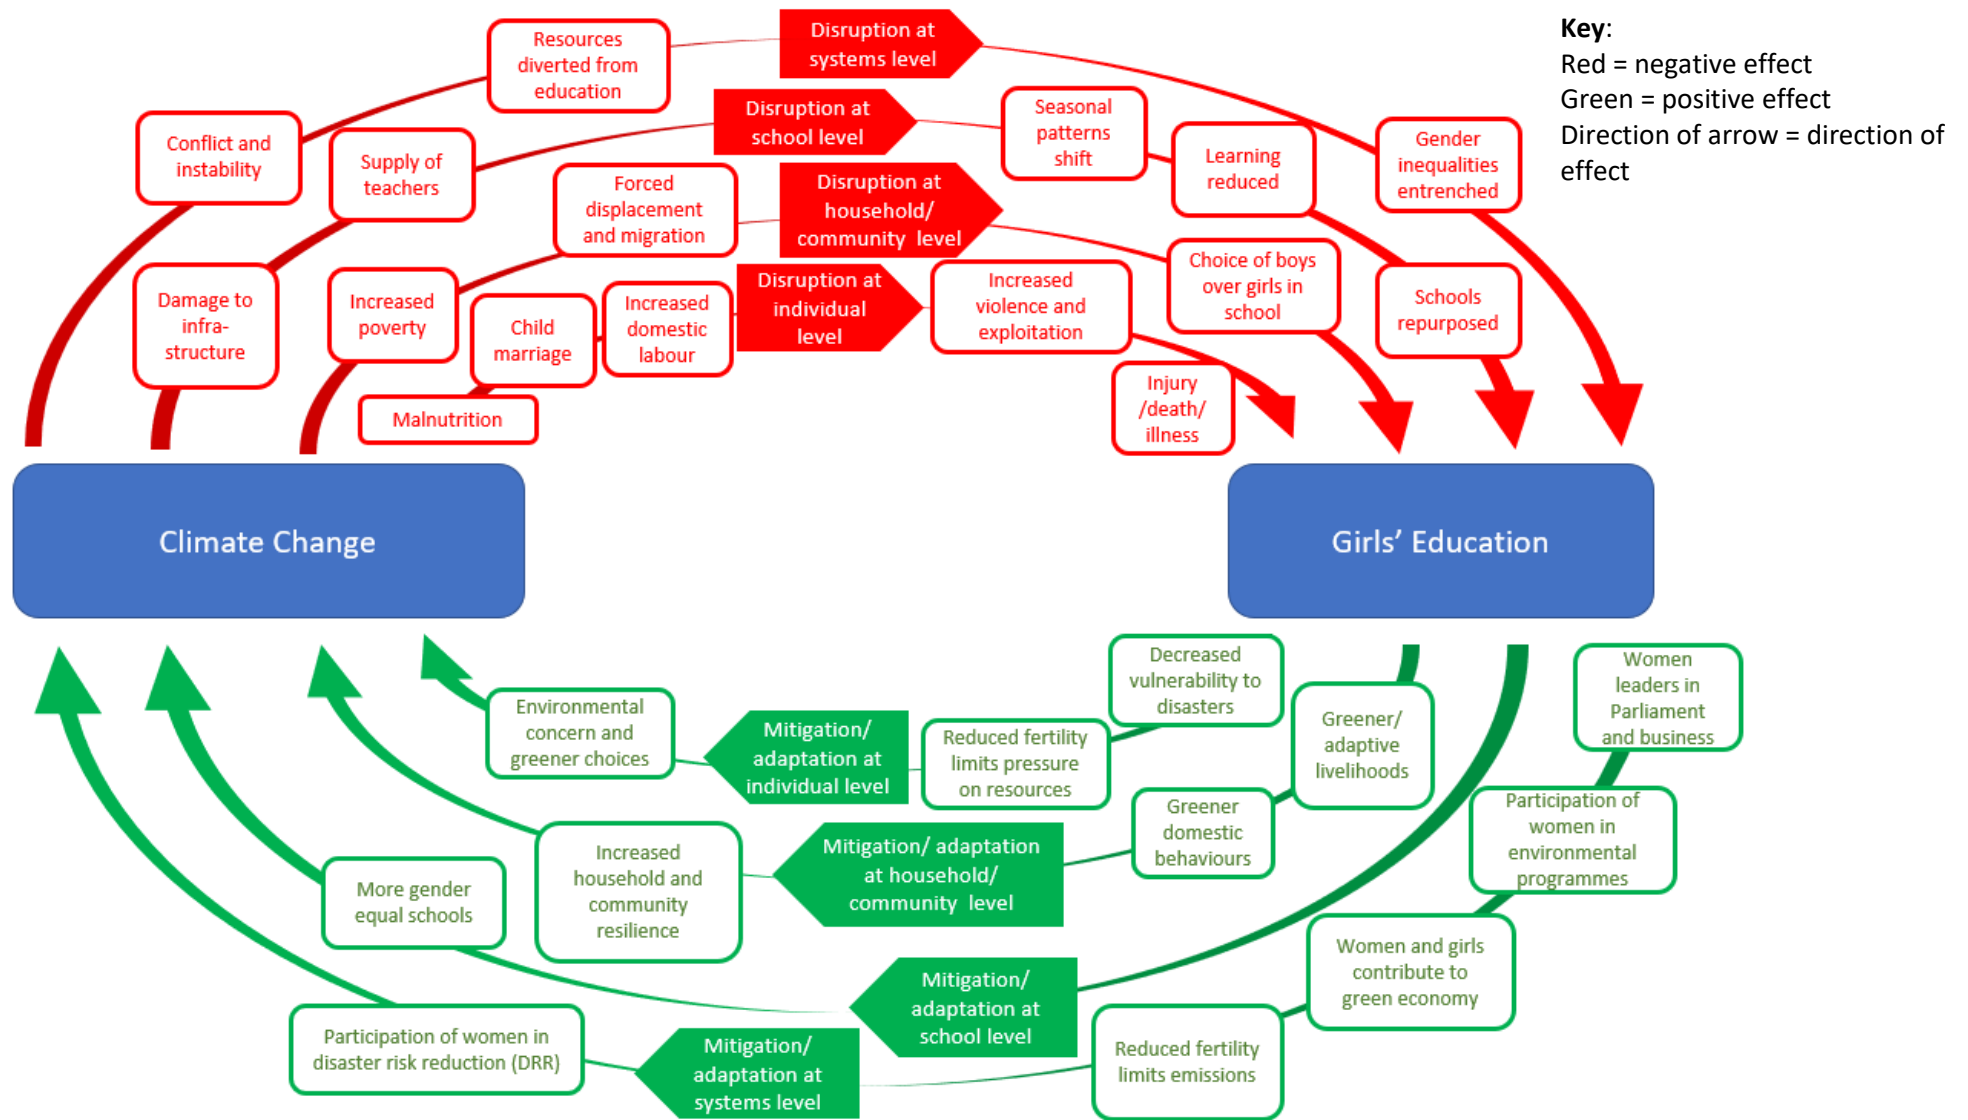 Key:
Red = negative effect
Green = positive effect
Direction of arrow = direction of
effect
Resources
diverted from
education
Disruption at
systems level
Conflict and
instability
Gender
inequalities
entrenched
Supply of
teachers
Disruption at
school level
Seasonal
patterns
shift
Learning
reduced
Damage to
infra-
structure
Schools
repurposed
Forced
displacement
and migration
Disruption at
household/
community level
Choice of boys
over girls in
school
Increased
poverty
Child
marriage
Increased
domestic
labour
Disruption at
individual
level
Increased
violence and
exploitation
Malnutrition
Injury
/death/
illness
Climate Change
Girls' Education
Decreased
vulnerability to
disasters
Women
leaders in
Parliament
and business
Environmental
concern and
greener choices
Mitigation/
adaptation at
individual level
Reduced fertility
limits pressure
on resources
Greener/
adaptive
livelihoods
Greener
domestic
behaviours
Participation of
women in
environmental
programmes
Increased
household and
community
resilience
Mitigation/ adaptation
at household/
community level
More gender
equal schools
Women and girls
contribute to
green economy
Mitigation/
adaptation at
school level
Participation of women in
disaster risk reduction (DRR)
Mitigation/
adaptation at
systems level
Reduced fertility
limits emissions